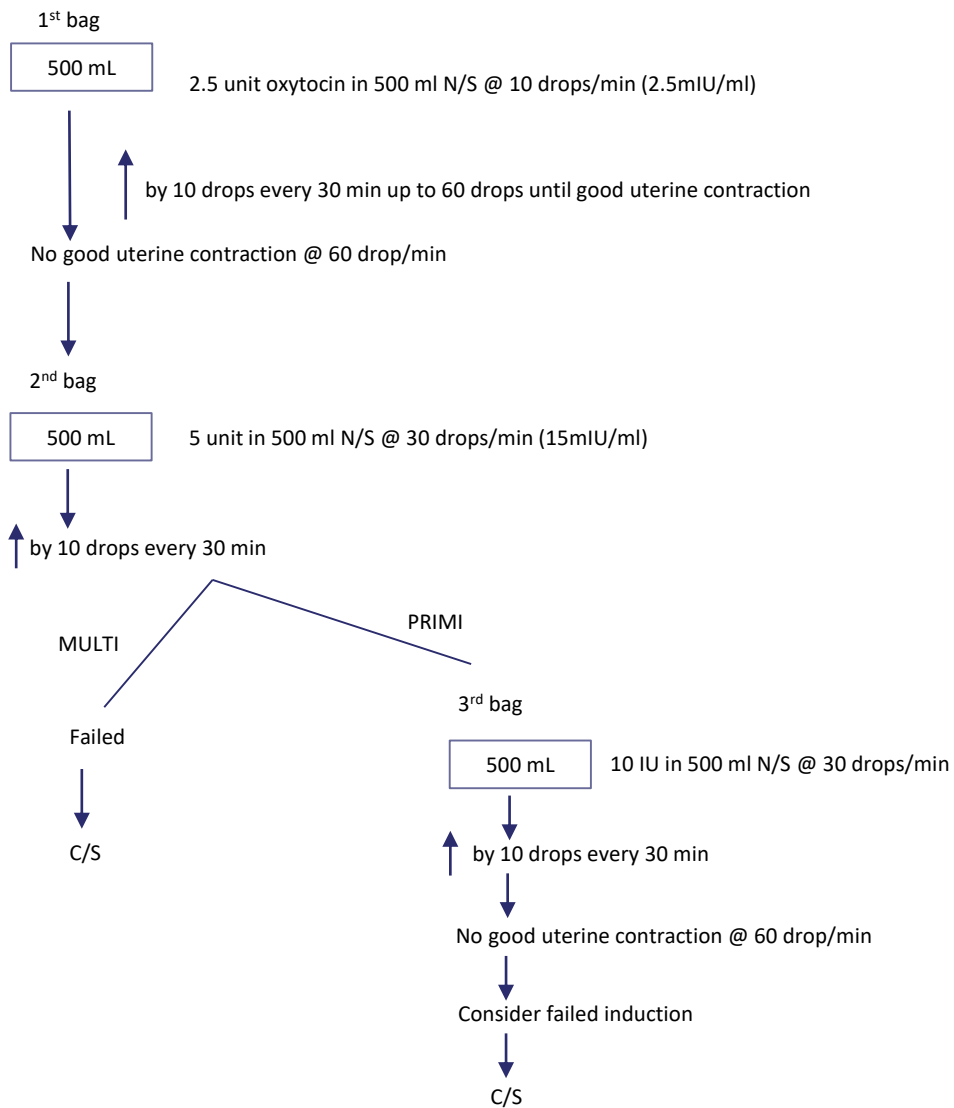 1st bag
500 mL
2.5 unit oxytocin in 500 ml N/S @ 10 drops/min (2.5mIU/ml)
by 10 drops every 30 min up to 60 drops until good uterine contraction
No good uterine contraction @ 60 drop/min
2nd bag
500 mL
5 unit in 500 ml N/S @ 30 drops/min (15mIU/ml)
by 10 drops every 30 min
MULTI
PRIMI
Failed
C/S
3rd bag
500 mL
10 IU in 500 ml N/S @ 30 drops/min
by 10 drops every 30 min
No good uterine contraction @ 60 drop/min
Consider failed induction
C/S